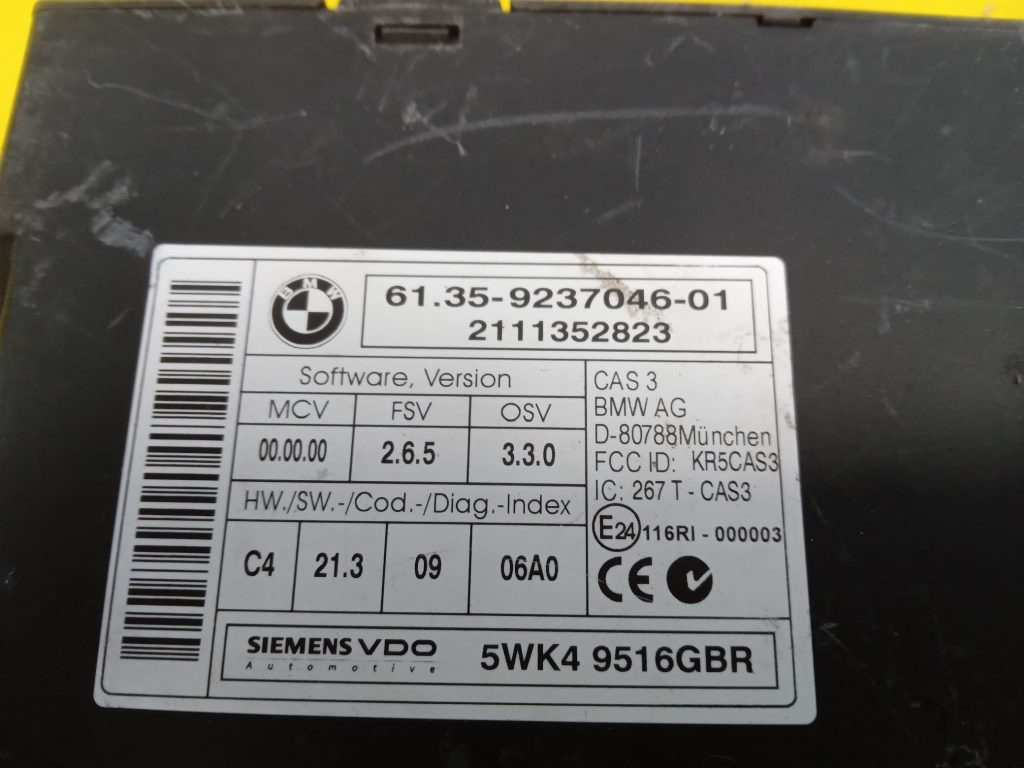 BMW
61.35-9237046-01
2111352823
Software, Version
MCV FSV OSV
00.00.00 2.6.5 3.3.0
HW./SW.-/Cod.-/Diag.-Index
C4 21.3 09 06A0
CAS 3
BMW AG
D-80788München
FCC ID: KR5CAS3
IC: 267 T - CAS3
E24 116RI - 000003
CE
SIEMENS VDO
Automotive
5WK4 9516GBR